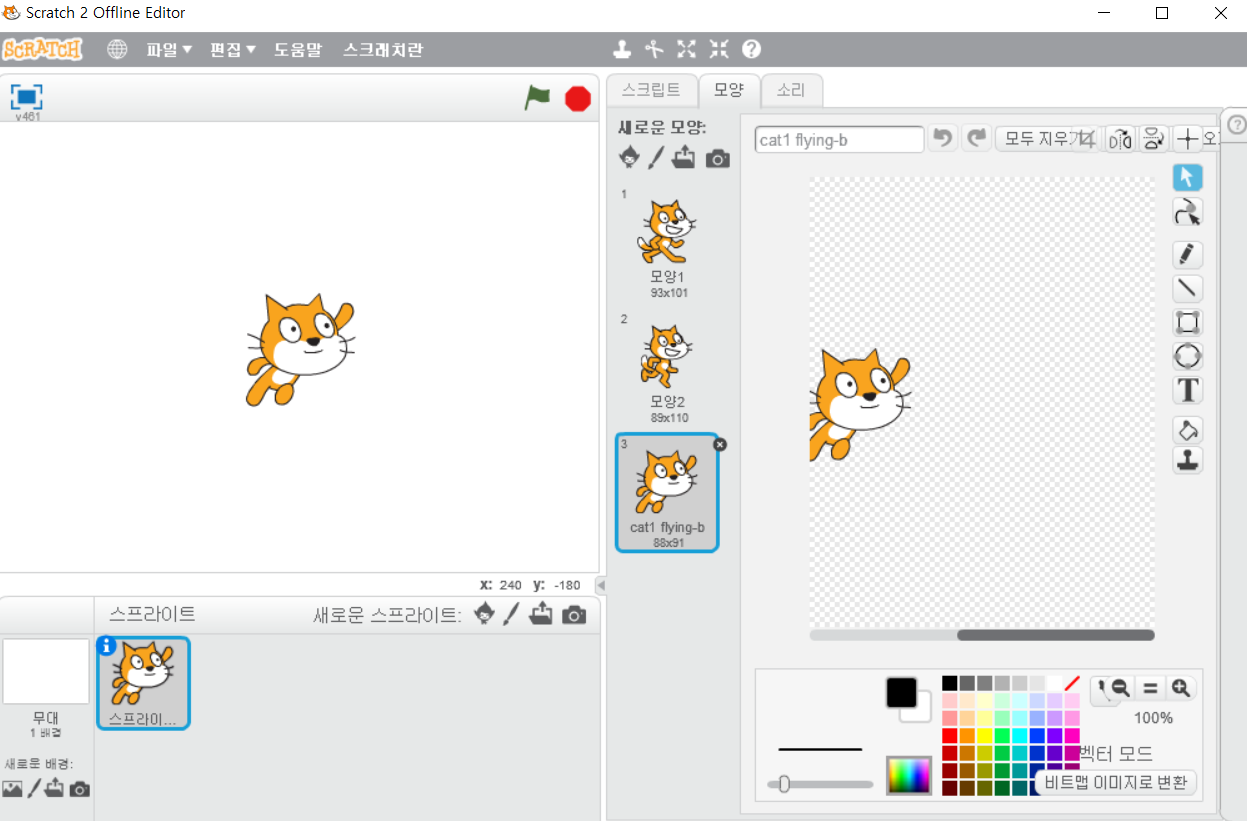 Scratch 2 Offline Editor
SCRATCH 파일 편집 도움말 스크래치란
v461
스크립트 모양 소리
새로운 모양:
cat1 flying-b 모두 지우기
1
모양1
93x101
2
모양2
89x110
3
cat1 flying-b
88x91
T
x: 240 y: -180
스프라이트 새로운 스프라이트:
스프라이...
무대
1 배경
새로운 배경:
100%
벡터 모드
비트맵 이미지로 변환